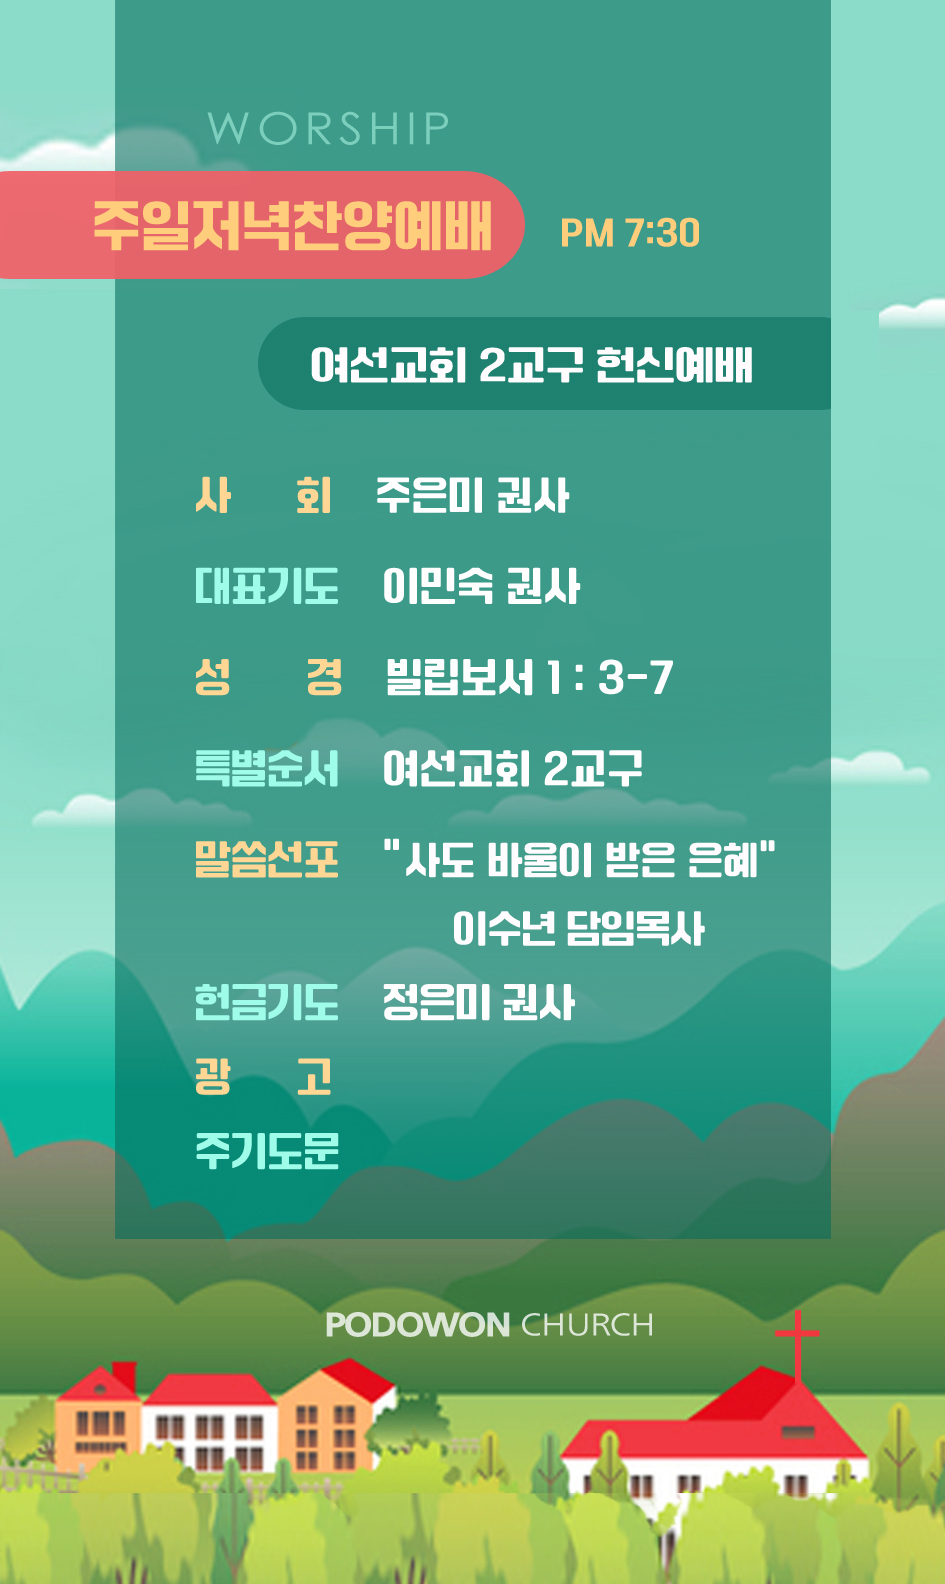 WORSHIP
주일저녁찬양예배 PM 7:30
여선교회 2교구 헌신예배
사 회 주은미 권사
대표기도 이민숙 권사
성 경 빌립보서 1 : 3-7
특별순서 여선교회 2교구
말씀선포 "사도 바울이 받은 은혜"
이수년 담임목사
헌금기도 정은미 권사
광 고
주기도문
PODOWON CHURCH